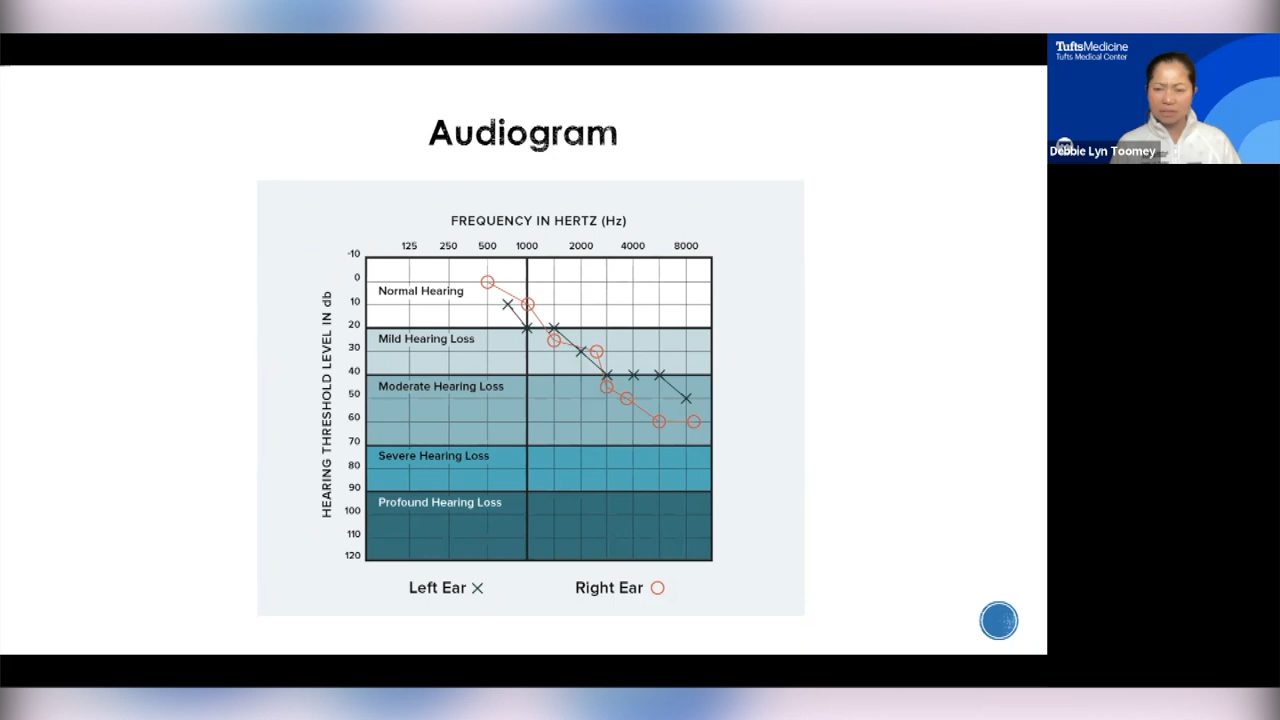 Audiogram
FREQUENCY IN HERTZ (Hz)
125 250 500 1000 2000 4000 8000
HEARING THRESHOLD LEVEL IN db
-10
0
10
20
30
40
50
60
70
80
90
100
110
120
Normal Hearing
Mild Hearing Loss
Moderate Hearing Loss
Severe Hearing Loss
Profound Hearing Loss
Left Ear
Right Ear
TuftsMedicine
Tufts Medical Center
Debbie Lyn Toomey